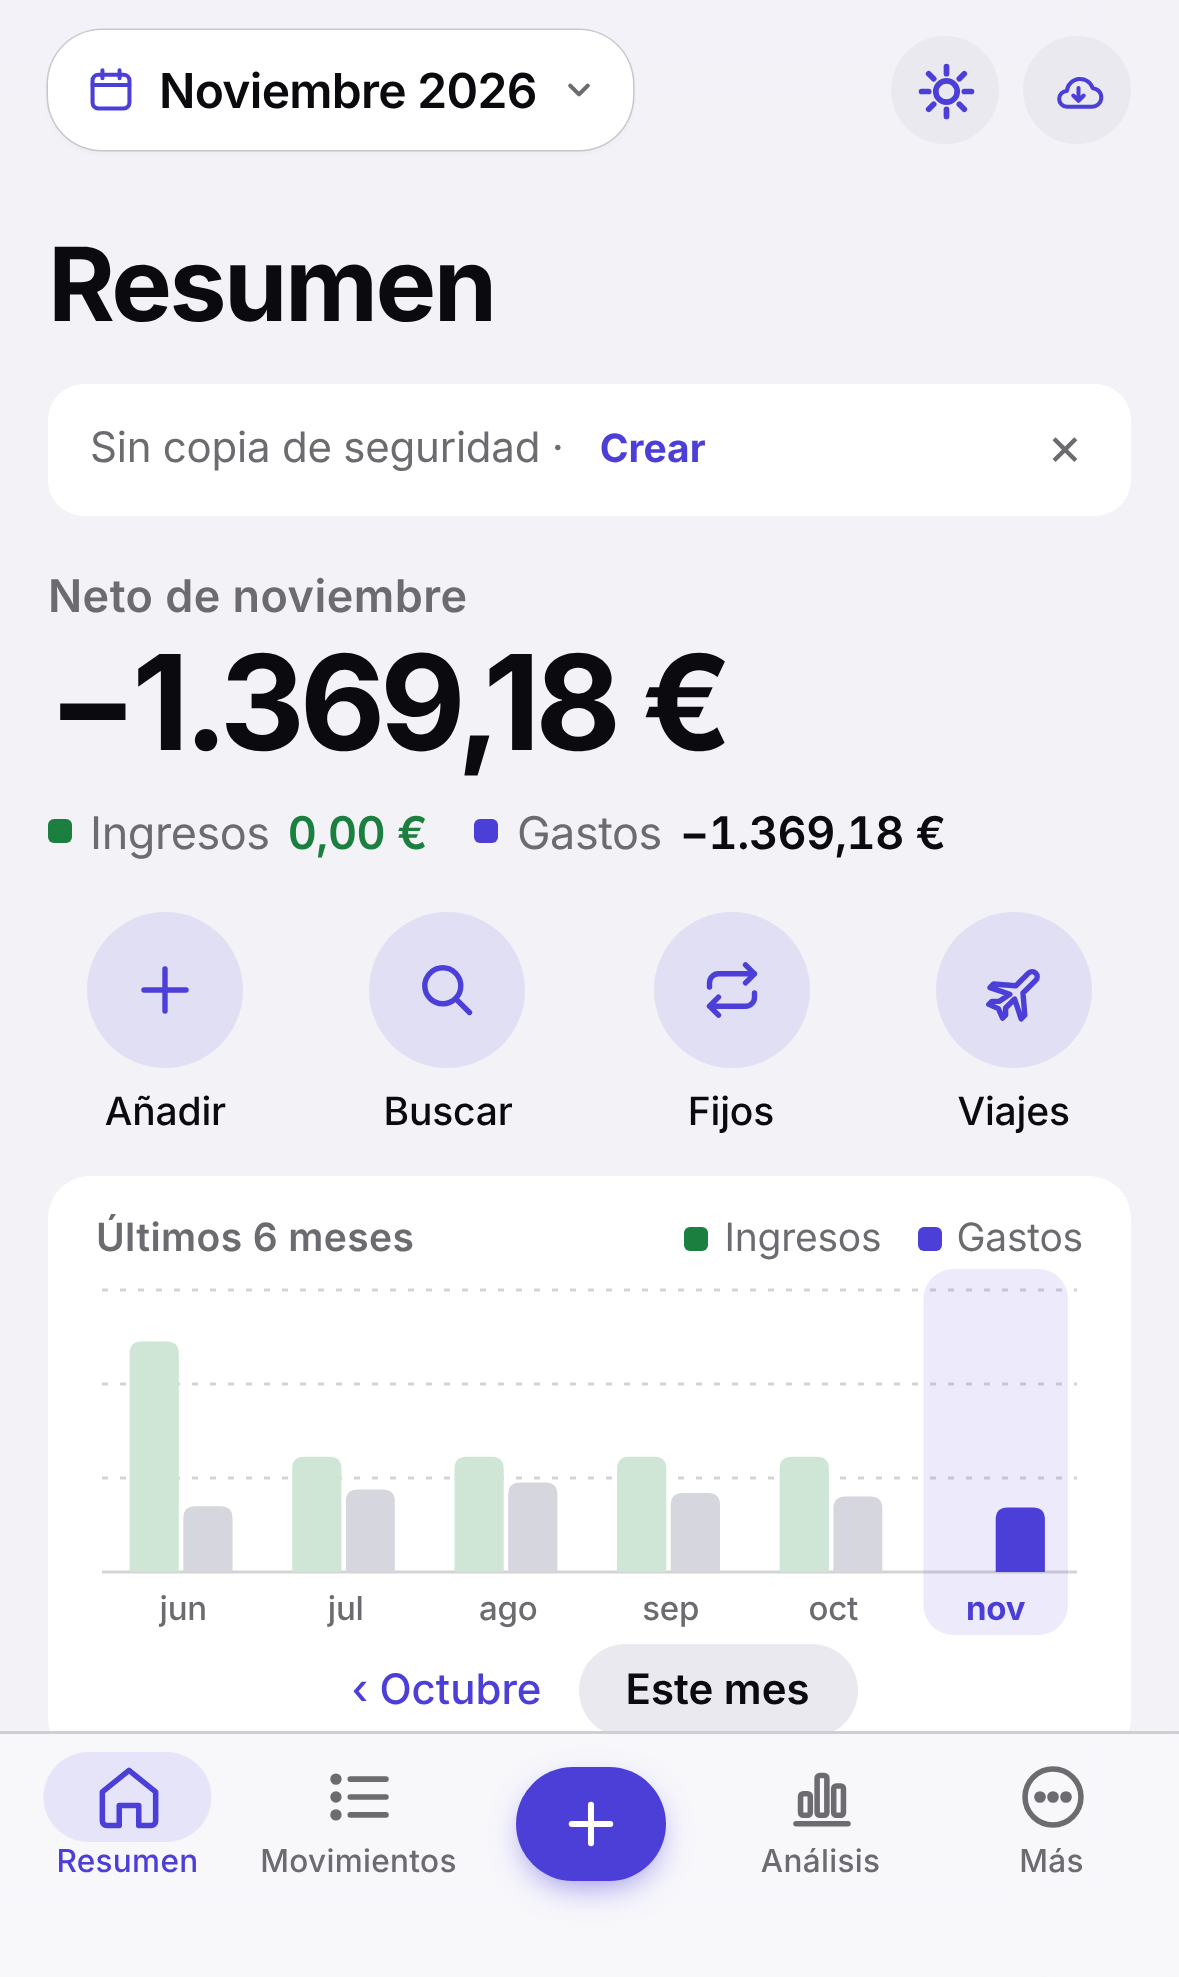 Noviembre 2026
Resumen
Sin copia de seguridad · Crear
Neto de noviembre
−1.369,18 €
Ingresos 0,00 € Gastos −1.369,18 €
Añadir Buscar Fijos Viajes
Últimos 6 meses Ingresos Gastos
jun jul ago sep oct nov
‹ Octubre Este mes
Resumen Movimientos Análisis Más